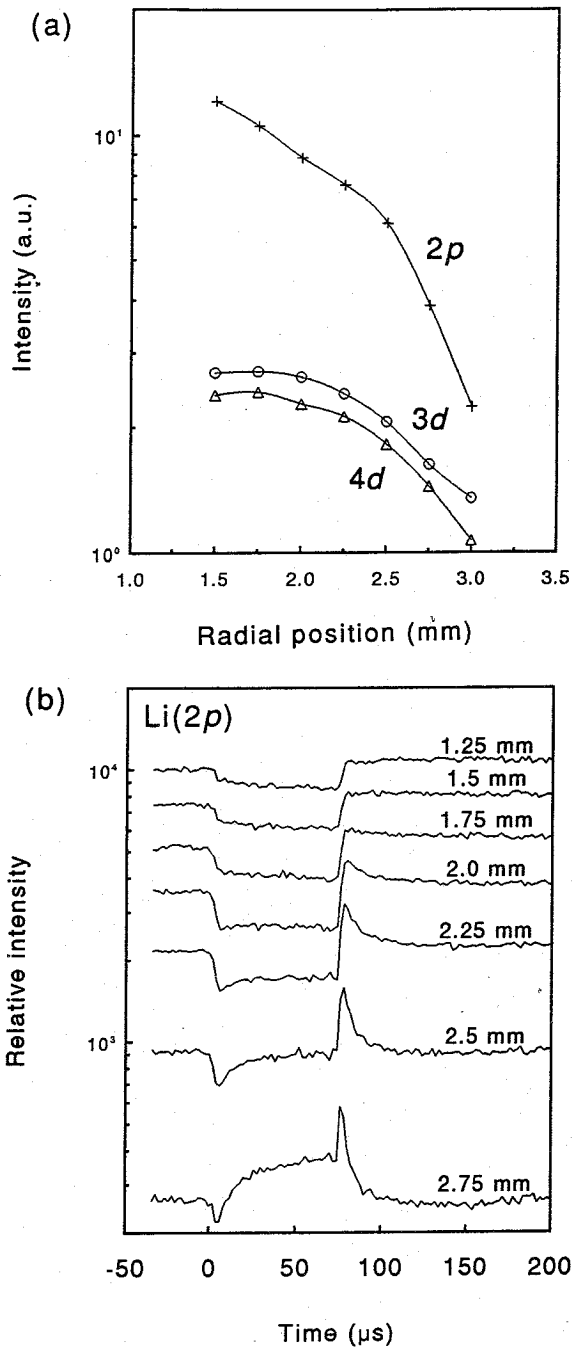 (a)
10¹
10⁰
Intensity (a.u.)
2p
3d
4d
1.0 1.5 2.0 2.5 3.0 3.5
Radial position (mm)
(b)
Li(2p)
10⁴
10³
Relative intensity
1.25 mm
1.5 mm
1.75 mm
2.0 mm
2.25 mm
2.5 mm
2.75 mm
-50 0 50 100 150 200
Time (µs)